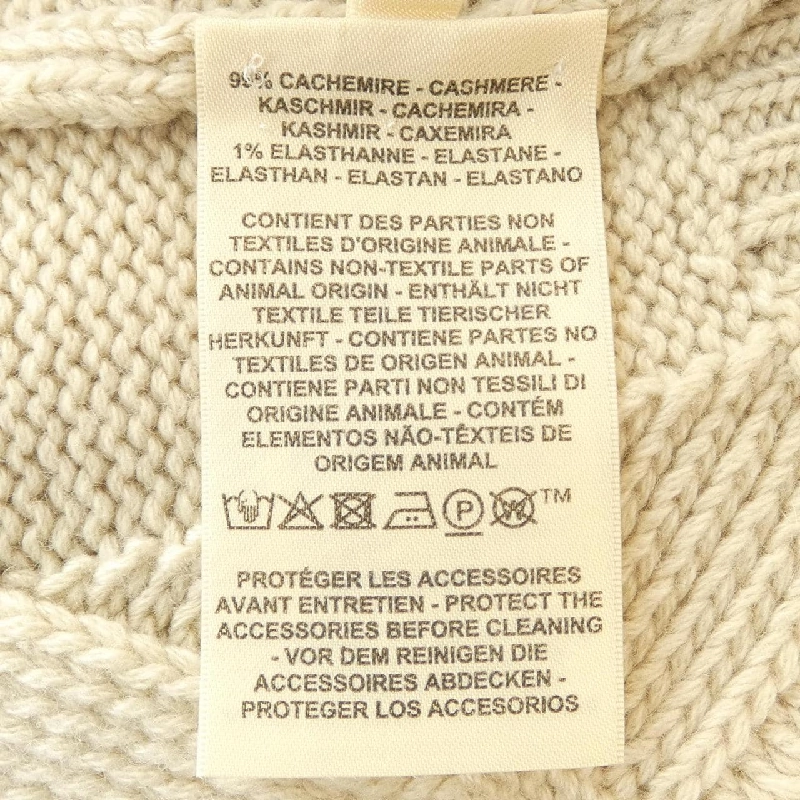 99% CACHEMIRE - CASHMERE -
KASCHMIR - CACHEMIRA -
KASHMIR - CAXEMIRA
1% ELASTHANNE - ELASTANE -
ELASTHAN - ELASTAN - ELASTANO
CONTIENT DES PARTIES NON
TEXTILES D'ORIGINE ANIMALE -
CONTAINS NON-TEXTILE PARTS OF
ANIMAL ORIGIN - ENTHÄLT NICHT
TEXTILE TEILE TIERISCHER
HERKUNFT - CONTIENE PARTES NO
TEXTILES DE ORIGEN ANIMAL -
CONTIENE PARTI NON TESSILI DI
ORIGINE ANIMALE - CONTÉM
ELEMENTOS NÃO-TÊXTEIS DE
ORIGEM ANIMAL
P W TM
PROTÉGER LES ACCESSOIRES
AVANT ENTRETIEN - PROTECT THE
ACCESSORIES BEFORE CLEANING
- VOR DEM REINIGEN DIE
ACCESSOIRES ABDECKEN -
PROTEGER LOS ACCESORIOS